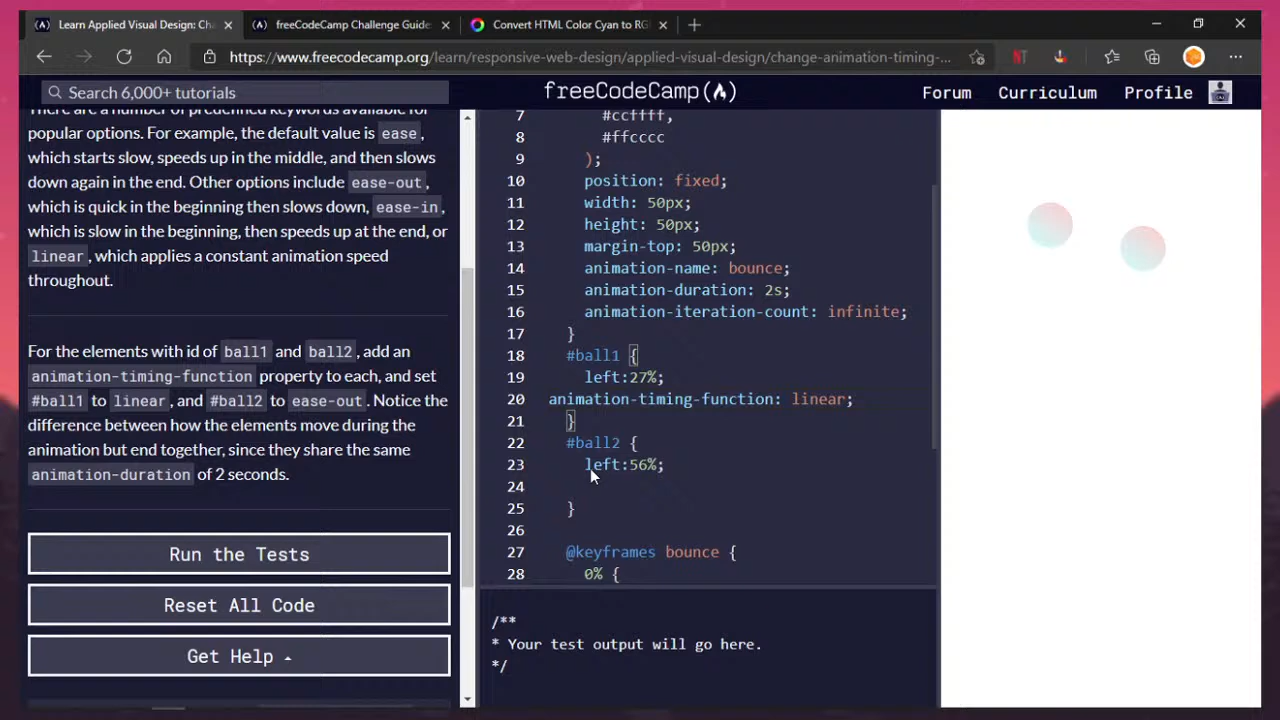 Learn Applied Visual Design: Ch
freeCodeCamp Challenge Guide
Convert HTML Color Cyan to RG
https://www.freecodecamp.org/learn/responsive-web-design/applied-visual-design/change-animation-timing-...
Search 6,000+ tutorials
freeCodeCamp
Forum
Curriculum
Profile
There are a number of predefined keywords available for
popular options. For example, the default value is ease,
which starts slow, speeds up in the middle, and then slows
down again in the end. Other options include ease-out,
which is quick in the beginning then slows down, ease-in,
which is slow in the beginning, then speeds up at the end, or
linear, which applies a constant animation speed
throughout.
For the elements with id of ball1 and ball2, add an
animation-timing-function property to each, and set
#ball1 to linear, and #ball2 to ease-out. Notice the
difference between how the elements move during the
animation but end together, since they share the same
animation-duration of 2 seconds.
Run the Tests
Reset All Code
Get Help
7 #ccffff,
8 #ffcccc
9 );
10 position: fixed;
11 width: 50px;
12 height: 50px;
13 margin-top: 50px;
14 animation-name: bounce;
15 animation-duration: 2s;
16 animation-iteration-count: infinite;
17 }
18 #ball1 {
19 left:27%;
20 animation-timing-function: linear;
21 }
22 #ball2 {
23 left:56%;
24
25 }
26
27 @keyframes bounce {
28 0% {
/**
* Your test output will go here.
*/